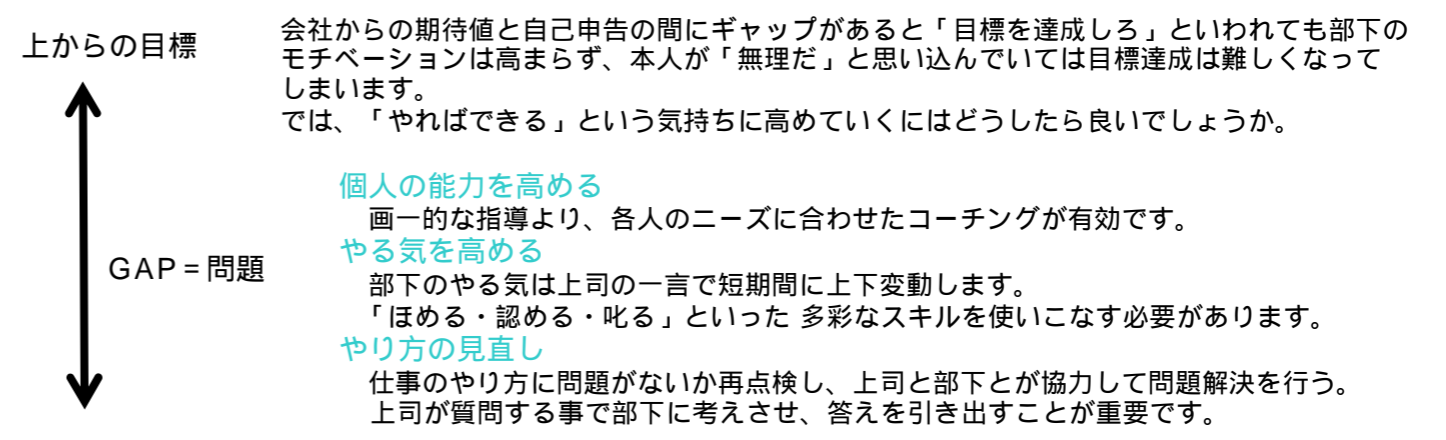 上からの目標
会社からの期待値と自己申告の間にギャップがあると「目標を達成しろ」といわれても部下の
モチベーションは高まらず、本人が「無理だ」と思い込んでいては目標達成は難しくなって
しまいます。
では、「やればできる」という気持ちに高めていくにはどうしたら良いでしょうか。
個人の能力を高める
画一的な指導より、各人のニーズに合わせたコーチングが有効です。
やる気を高める
GAP=問題
部下のやる気は上司の一言で短期間に上下変動します。
「ほめる・認める・叱る」といった 多彩なスキルを使いこなす必要があります。
やり方の見直し
仕事のやり方に問題がないか再点検し、上司と部下とが協力して問題解決を行う。
上司が質問する事で部下に考えさせ、答えを引き出すことが重要です。